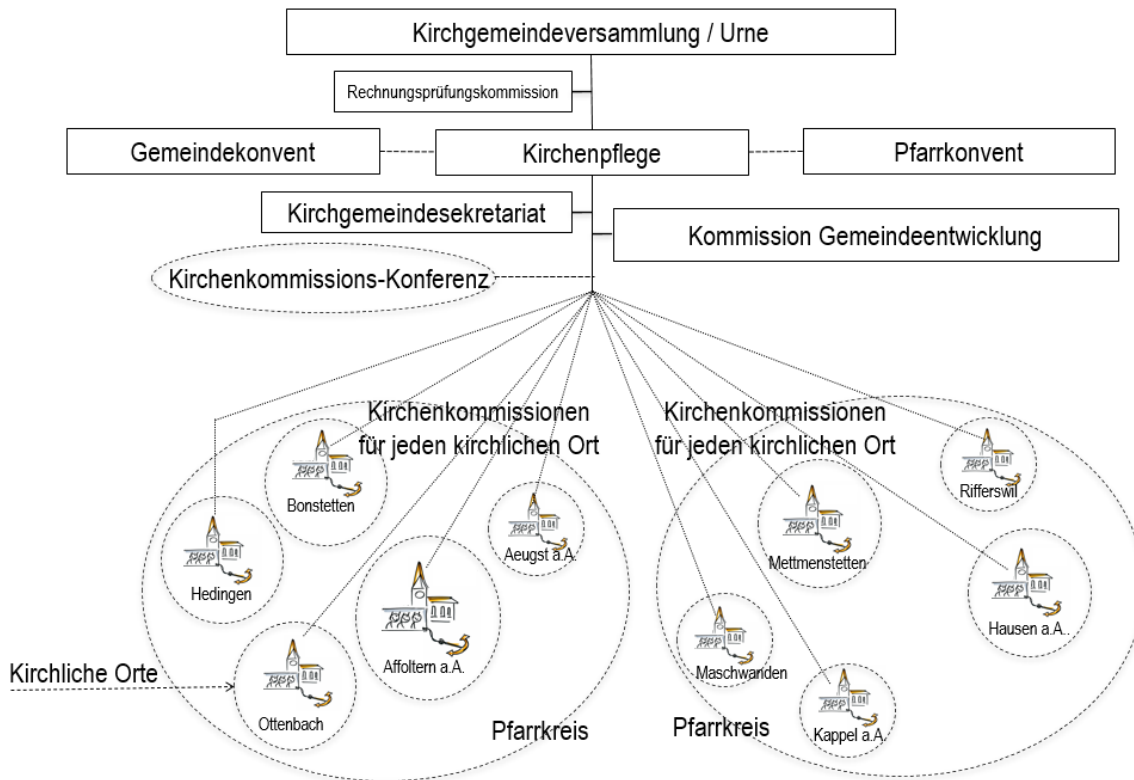 Kirchgemeindeversammlung / Urne
Rechnungsprüfungskommission
Gemeindekonvent
Kirchenpflege
Pfarrkonvent
Kirchgemeindesekretariat
Kommission Gemeindeentwicklung
Kirchenkommissions-Konferenz
Kirchenkommissionen
für jeden kirchlichen Ort
Kirchenkommissionen
für jeden kirchlichen Ort
Bonstetten
Aeugst a.A.
Hedingen
Affoltern a.A.
Kirchliche Orte
Ottenbach
Pfarrkreis
Rifferswil
Mettmenstetten
Hausen a.A..
Maschwanden
Pfarrkreis
Kappel a.A.